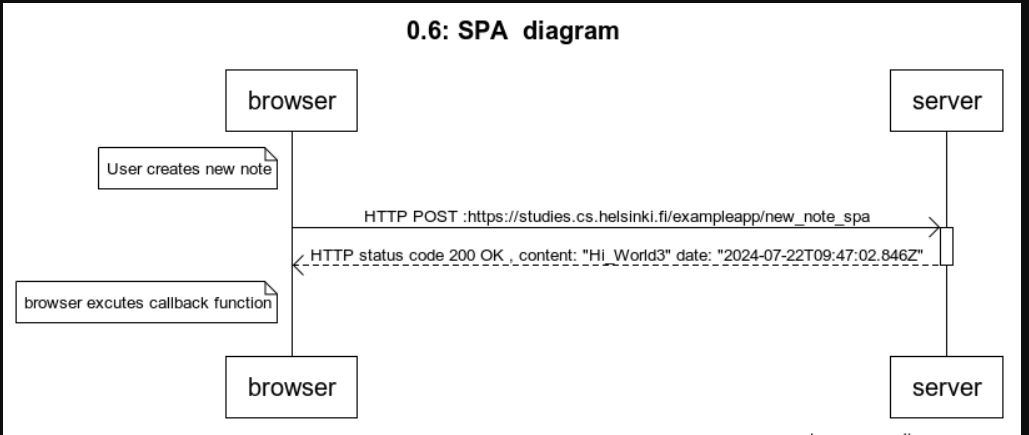 0.6: SPA diagram
browser
server
User creates new note
HTTP POST :https://studies.cs.helsinki.fi/exampleapp/new_note_spa
HTTP status code 200 OK , content: "Hi_World3" date: "2024-07-22T09:47:02.846Z"
browser excutes callback function
browser
server